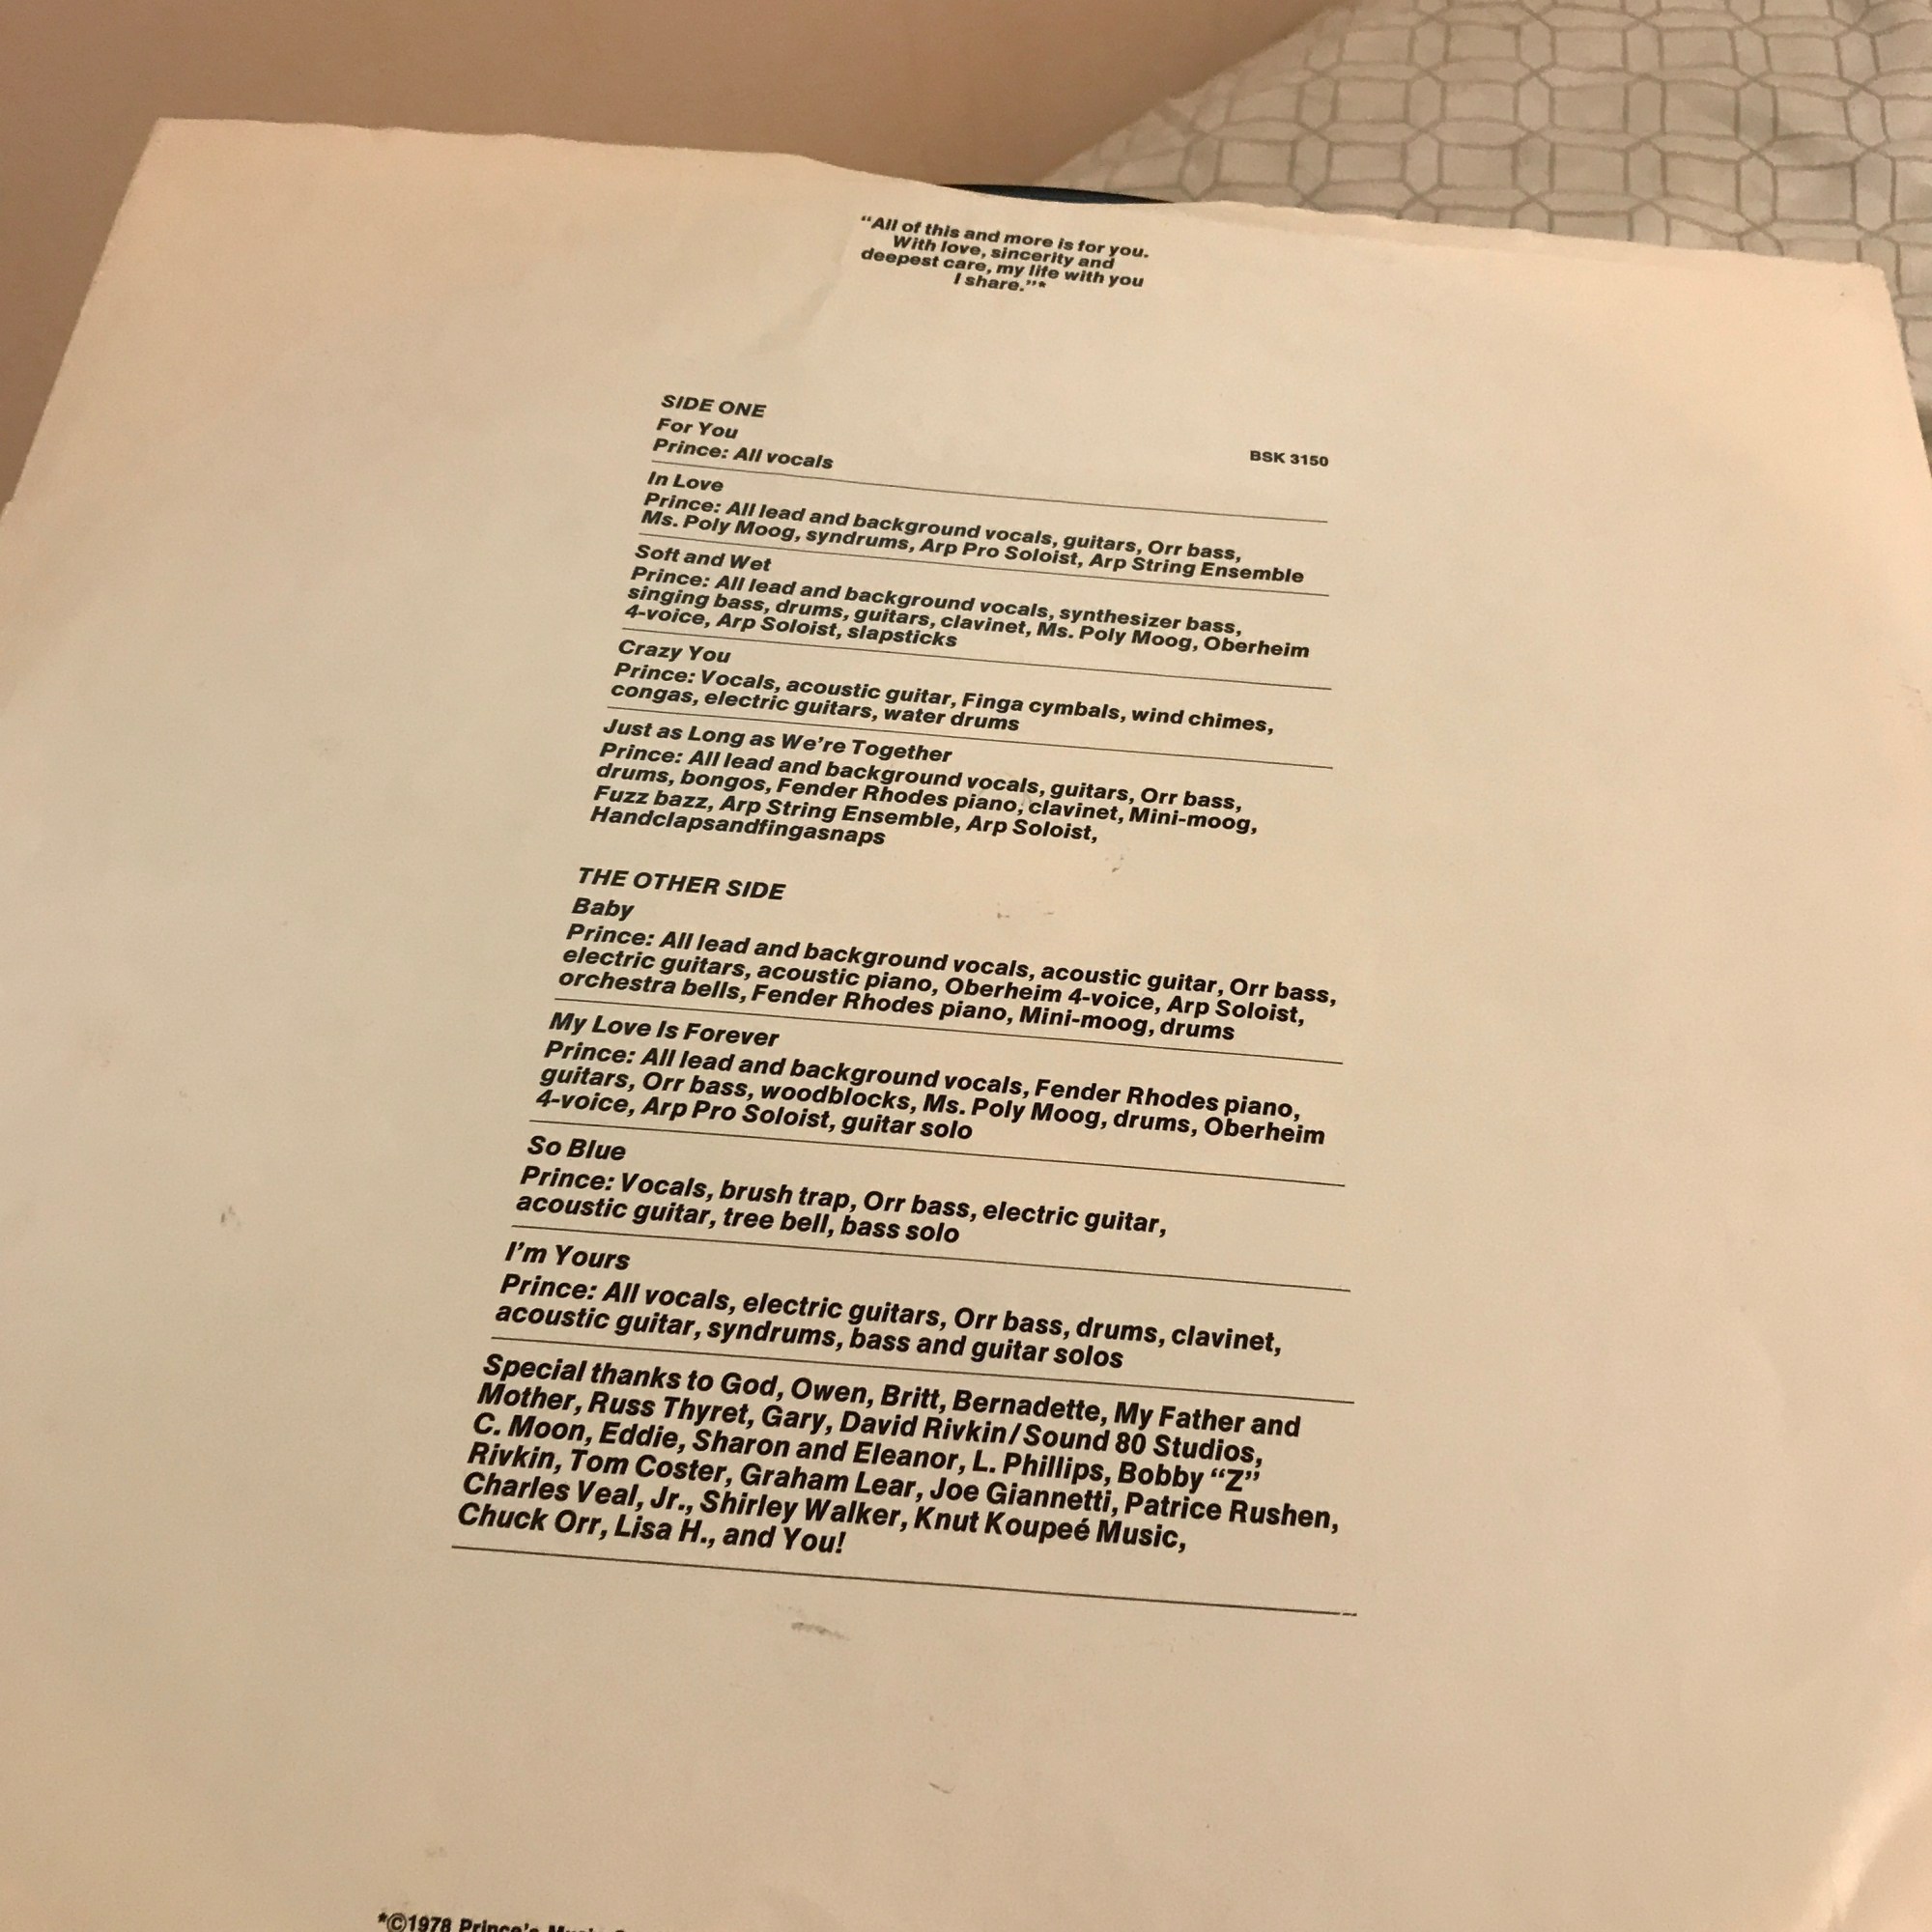 “All of this and more is for you.
With love, sincerity and
deepest care, my life with you
I share.”*
SIDE ONE
For You
BSK 3150
Prince: All vocals
In Love
Prince: All lead and background vocals, guitars, Orr bass,
Ms. Poly Moog, syndrums, Arp Pro Soloist, Arp String Ensemble
Soft and Wet
Prince: All lead and background vocals, synthesizer bass,
singing bass, drums, guitars, clavinet, Ms. Poly Moog, Oberheim
4-voice, Arp Soloist, slapsticks
Crazy You
Prince: Vocals, acoustic guitar, Finga cymbals, wind chimes,
congas, electric guitars, water drums
Just as Long as We’re Together
Prince: All lead and background vocals, guitars, Orr bass,
drums, bongos, Fender Rhodes piano, clavinet, Mini-moog,
Fuzz bazz, Arp String Ensemble, Arp Soloist,
Handclapsandfingasnaps
THE OTHER SIDE
Baby
Prince: All lead and background vocals, acoustic guitar, Orr bass,
electric guitars, acoustic piano, Oberheim 4-voice, Arp Soloist,
orchestra bells, Fender Rhodes piano, Mini-moog, drums
My Love Is Forever
Prince: All lead and background vocals, Fender Rhodes piano,
guitars, Orr bass, woodblocks, Ms. Poly Moog, drums, Oberheim
4-voice, Arp Pro Soloist, guitar solo
So Blue
Prince: Vocals, brush trap, Orr bass, electric guitar,
acoustic guitar, tree bell, bass solo
I’m Yours
Prince: All vocals, electric guitars, Orr bass, drums, clavinet,
acoustic guitar, syndrums, bass and guitar solos
Special thanks to God, Owen, Britt, Bernadette, My Father and
Mother, Russ Thyret, Gary, David Rivkin/Sound 80 Studios,
C. Moon, Eddie, Sharon and Eleanor, L. Phillips, Bobby “Z”
Rivkin, Tom Coster, Graham Lear, Joe Giannetti, Patrice Rushen,
Charles Veal, Jr., Shirley Walker, Knut Koupeé Music,
Chuck Orr, Lisa H., and You!
*©1978 Prince’s Music